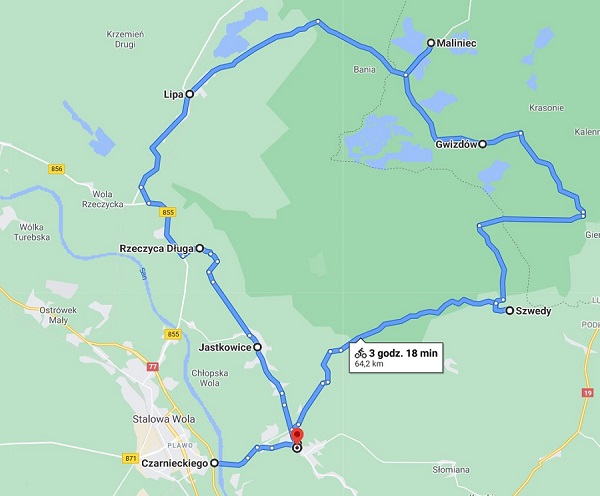 Krzemień
Drugi
Maliniec
Bania
Lipa
Krasonie
Gwizdów
Kalenn
856
Wola
Rzeczycka
855
Wólka
Turebska
Rzeczyca Długa
San
Gier
Ostrówek
Mały
LU
Szwedy
855
POD
Jastkowice
3 godz. 18 min
64,2 km
77
Chłopska
Wola
19
Stalowa Wola
PŁAWO
871
Czarnieckiego
Słomiana